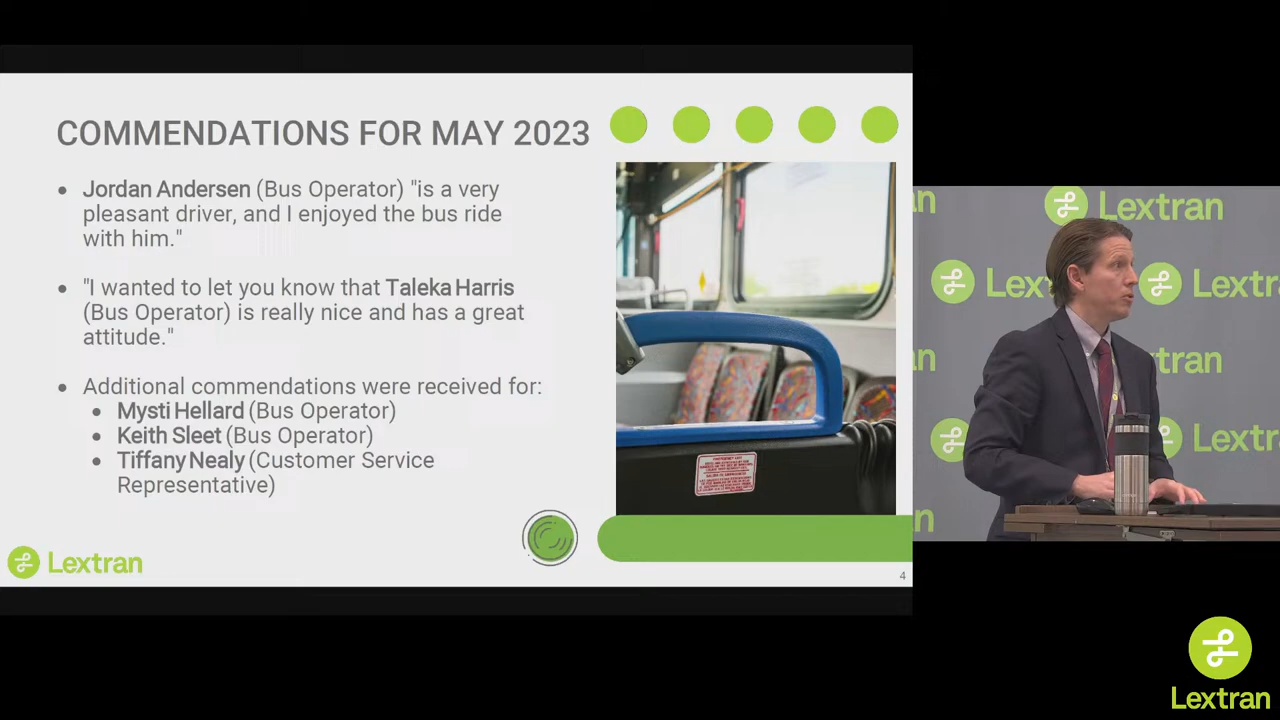 COMMENDATIONS FOR MAY 2023
Jordan Andersen (Bus Operator) "is a very
pleasant driver, and I enjoyed the bus ride
with him."
"I wanted to let you know that Taleka Harris
(Bus Operator) is really nice and has a great
attitude."
Additional commendations were received for:
Mysti Hellard (Bus Operator)
Keith Sleet (Bus Operator)
Tiffany Nealy (Customer Service
Representative)
Lextran
4
Lextran
Lextran
Lextran